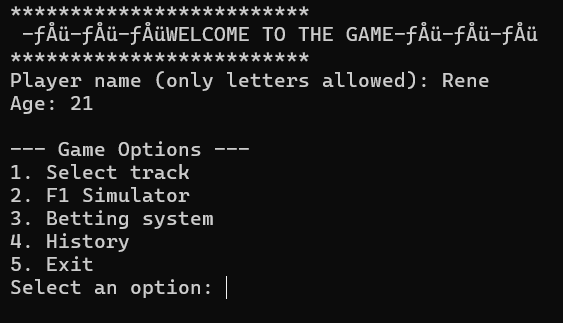 *************************
-ƒÅü-ƒÅü-ƒÅüWELCOME TO THE GAME-ƒÅü-ƒÅü-ƒÅü
*************************
Player name (only letters allowed): Rene
Age: 21
--- Game Options ---
1. Select track
2. F1 Simulator
3. Betting system
4. History
5. Exit
Select an option: